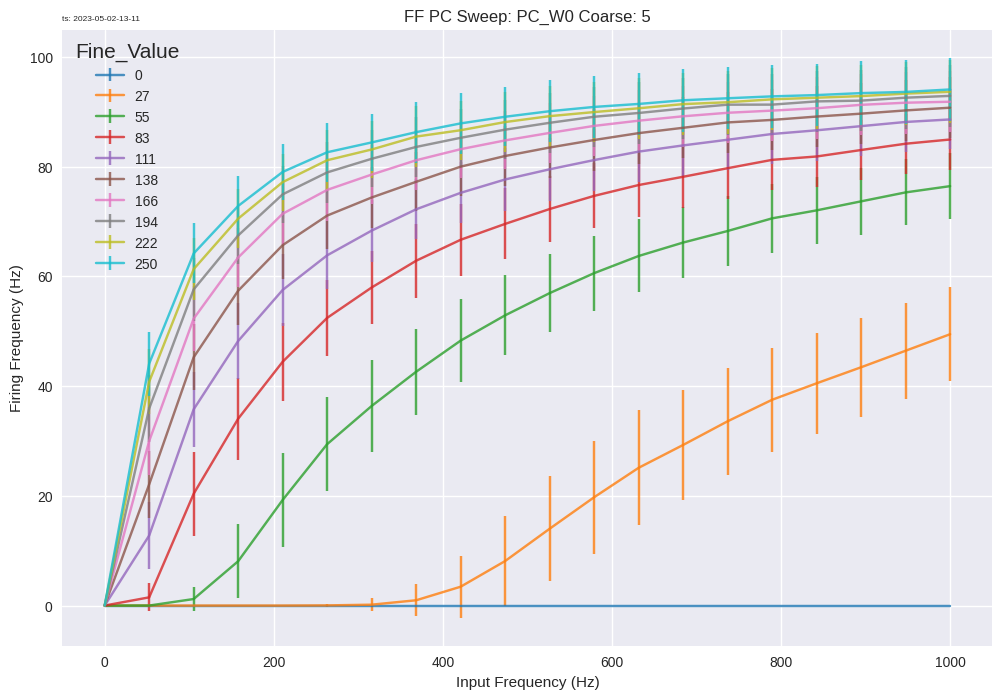 ts: 2023-05-02-13-11
FF PC Sweep: PC_W0 Coarse: 5
Fine_Value
0
27
55
83
111
138
166
194
222
250
100
80
60
40
20
0
Firing Frequency (Hz)
0 200 400 600 800 1000
Input Frequency (Hz)